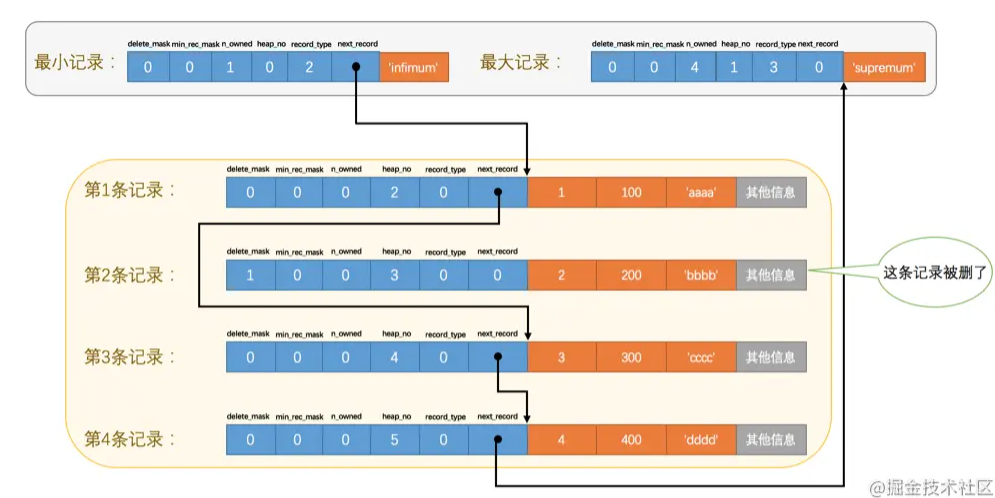 delete_mask min_rec_mask n_owned heap_no record_type next_record
最小记录： 0 0 1 0 2 'infimum'
delete_mask min_rec_mask n_owned heap_no record_type next_record
最大记录： 0 0 4 1 3 0 'supremum'
delete_mask min_rec_mask n_owned heap_no record_type next_record
第1条记录： 0 0 0 2 0 1 100 'aaaa' 其他信息
delete_mask min_rec_mask n_owned heap_no record_type next_record
第2条记录： 1 0 0 3 0 0 2 200 'bbbb' 其他信息
这条记录被删了
delete_mask min_rec_mask n_owned heap_no record_type next_record
第3条记录： 0 0 0 4 0 3 300 'cccc' 其他信息
delete_mask min_rec_mask n_owned heap_no record_type next_record
第4条记录： 0 0 0 5 0 4 400 'dddd' 其他信息
@掘金技术社区